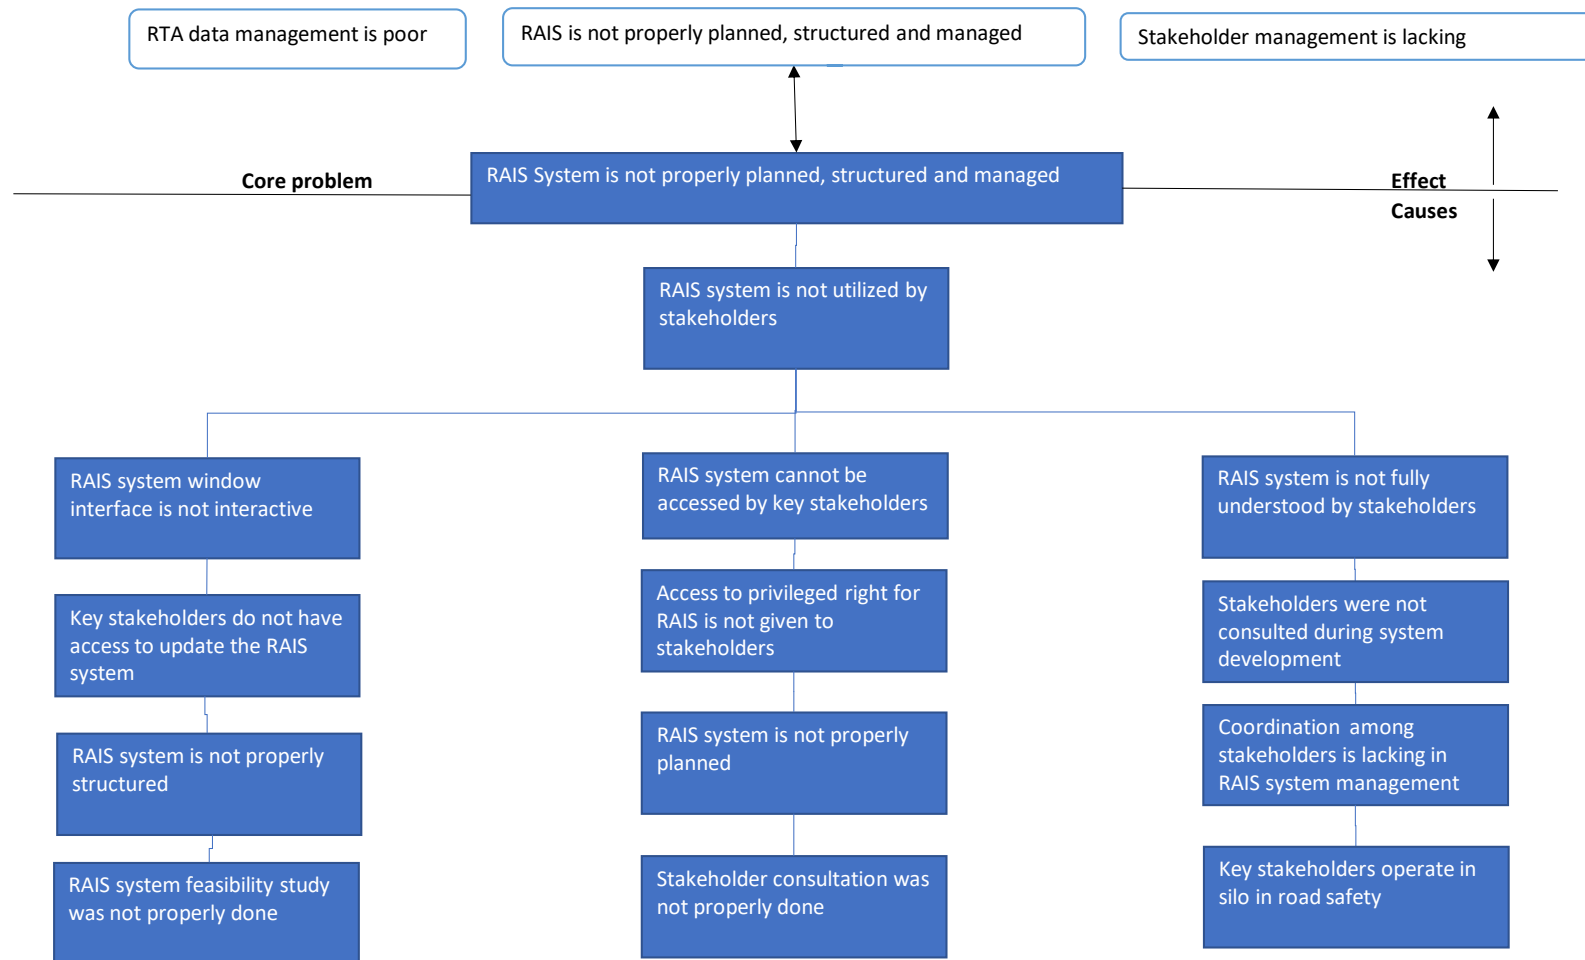 RTA data management is poor
RAIS is not properly planned, structured and managed
Stakeholder management is lacking
Core problem
RAIS System is not properly planned, structured and managed
Effect
Causes
RAIS system is not utilized by
stakeholders
RAIS system window
interface is not interactive
RAIS system cannot be
accessed by key stakeholders
RAIS system is not fully
understood by stakeholders
Key stakeholders do not have
access to update the RAIS
system
Access to privileged right for
RAIS is not given to
stakeholders
Stakeholders were not
consulted during system
development
RAIS system is not properly
structured
RAIS system is not properly
planned
Coordination among
stakeholders is lacking in
RAIS system management
RAIS system feasibility study
was not properly done
Stakeholder consultation was
not properly done
Key stakeholders operate in
silo in road safety